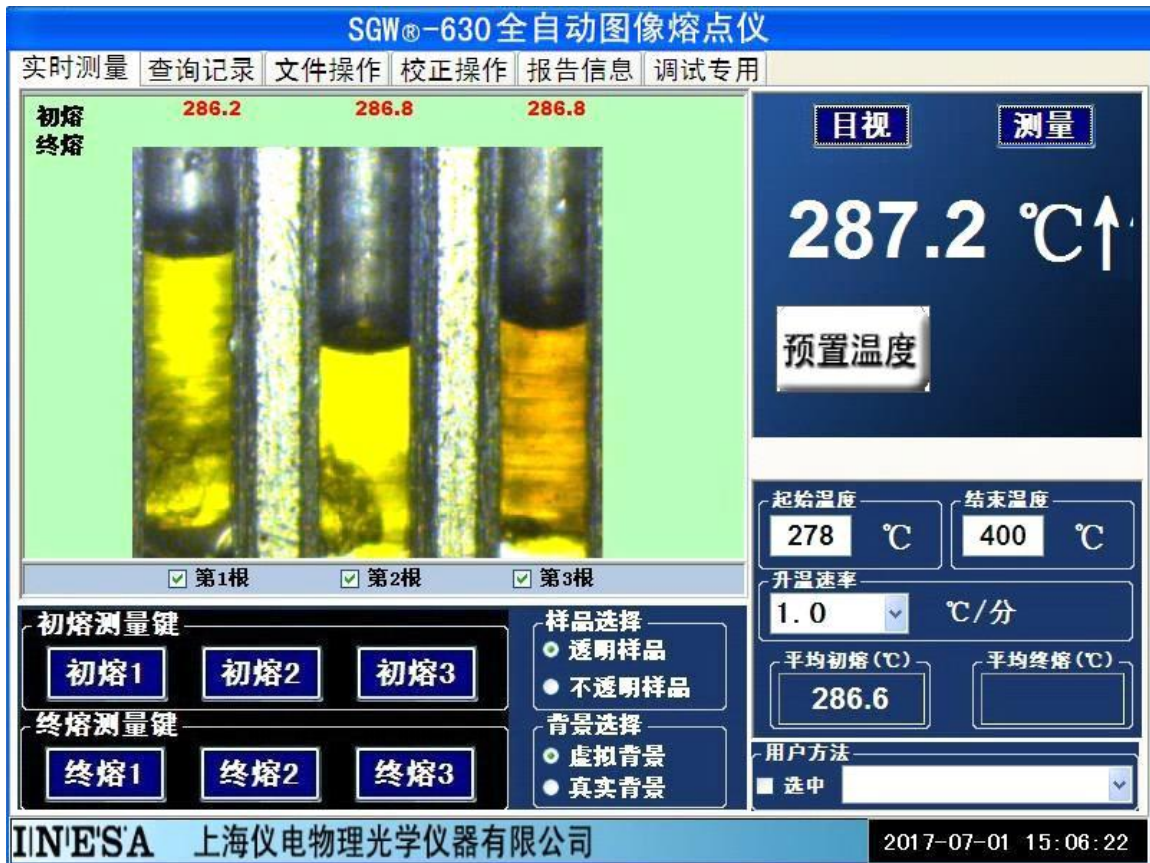 SGW®-630全自动图像熔点仪
实时测量 查询记录 文件操作 校正操作 报告信息 调试专用
初熔 286.2 286.8 286.8
终熔
目视 测量
287.2 ℃↑
预置温度
第1根 第2根 第3根
起始温度 结束温度
278 ℃ 400 ℃
升温速率
1.0 ℃/分
平均初熔(℃) 平均终熔(℃)
286.6
初熔测量键
初熔1 初熔2 初熔3
终熔测量键
终熔1 终熔2 终熔3
样品选择
透明样品
不透明样品
背景选择
虚拟背景
真实背景
用户方法
选中
INESA 上海仪电物理光学仪器有限公司
2017-07-01 15:06:22